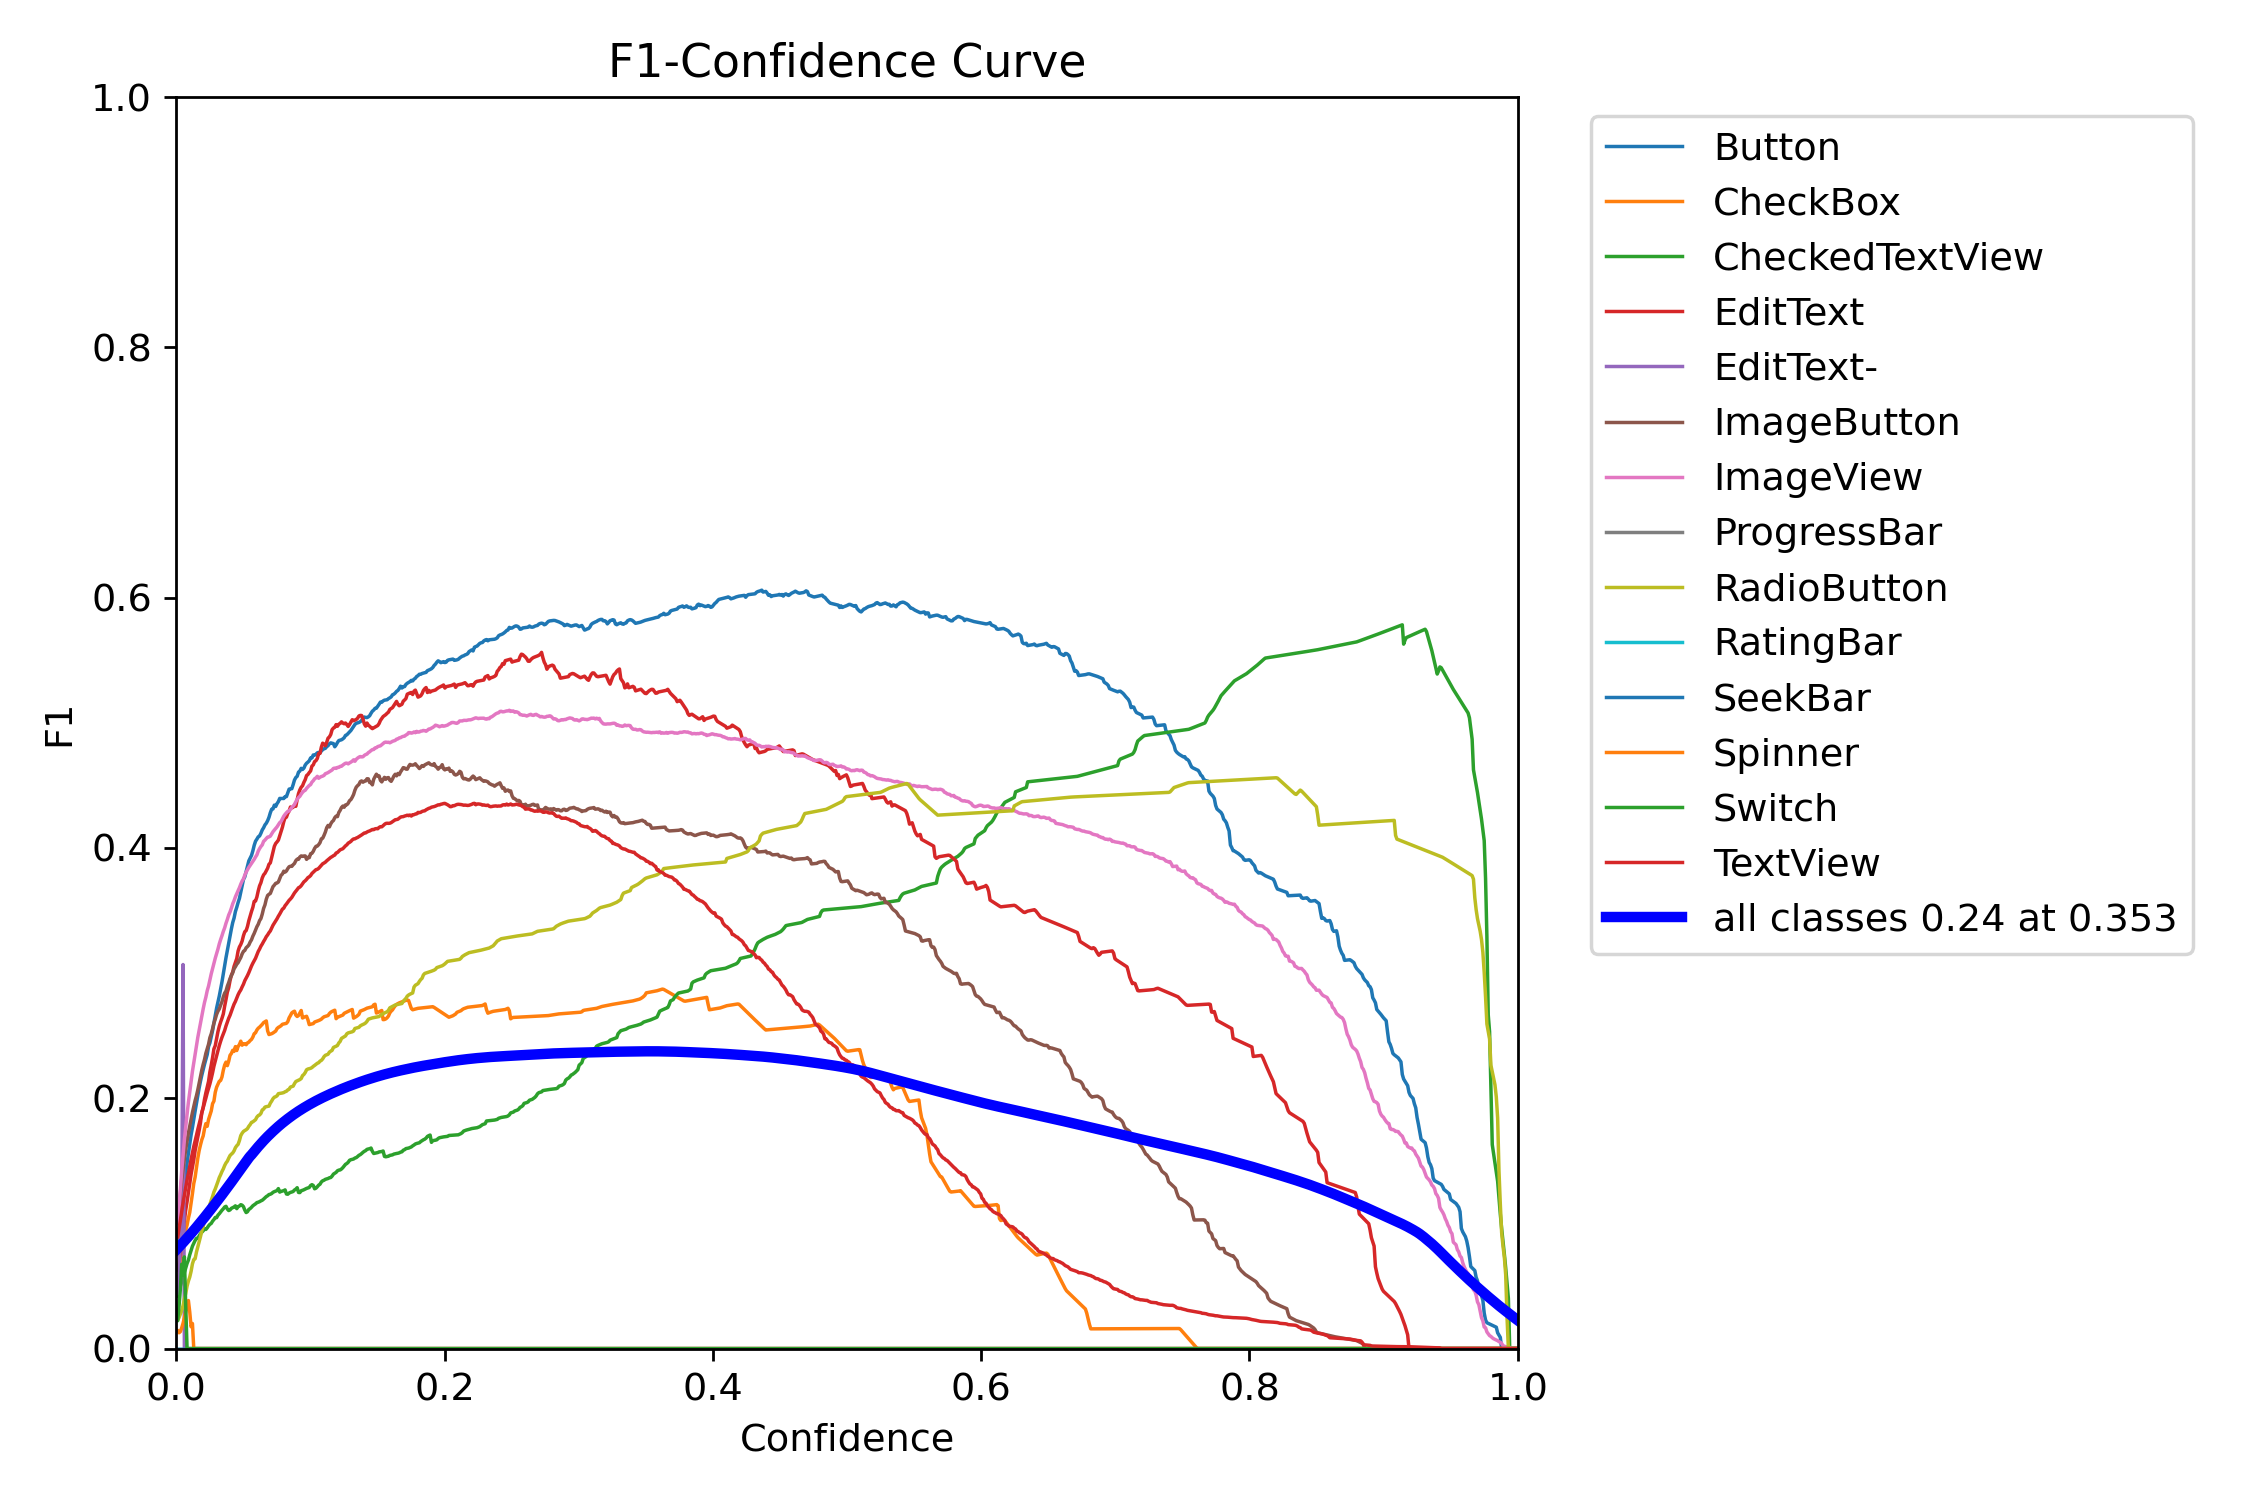 F1-Confidence Curve
1.0
0.8
0.6
0.4
0.2
0.0
F1
0.0 0.2 0.4 0.6 0.8 1.0
Confidence
Button
CheckBox
CheckedTextView
EditText
EditText-
ImageButton
ImageView
ProgressBar
RadioButton
RatingBar
SeekBar
Spinner
Switch
TextView
all classes 0.24 at 0.353